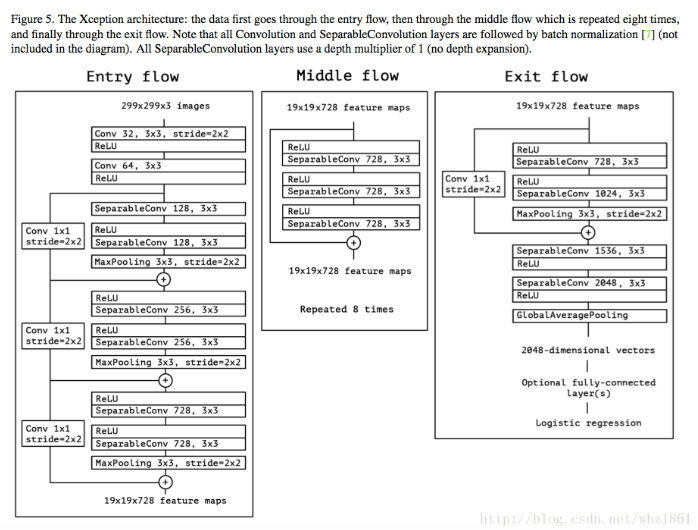 Figure 5. The Xception architecture: the data first goes through the entry flow, then through the middle flow which is repeated eight times,
and finally through the exit flow. Note that all Convolution and SeparableConvolution layers are followed by batch normalization [7] (not
included in the diagram). All SeparableConvolution layers use a depth multiplier of 1 (no depth expansion).
Entry flow
299x299x3 images
Conv 32, 3x3, stride=2x2
ReLU
Conv 64, 3x3
ReLU
SeparableConv 128, 3x3
Conv 1x1
stride=2x2
ReLU
SeparableConv 128, 3x3
MaxPooling 3x3, stride=2x2
+
ReLU
SeparableConv 256, 3x3
Conv 1x1
stride=2x2
ReLU
SeparableConv 256, 3x3
MaxPooling 3x3, stride=2x2
+
ReLU
SeparableConv 728, 3x3
Conv 1x1
stride=2x2
ReLU
SeparableConv 728, 3x3
MaxPooling 3x3, stride=2x2
+
19x19x728 feature maps
Middle flow
19x19x728 feature maps
ReLU
SeparableConv 728, 3x3
ReLU
SeparableConv 728, 3x3
ReLU
SeparableConv 728, 3x3
+
19x19x728 feature maps
Repeated 8 times
Exit flow
19x19x728 feature maps
ReLU
SeparableConv 728, 3x3
Conv 1x1
stride=2x2
ReLU
SeparableConv 1024, 3x3
MaxPooling 3x3, stride=2x2
+
SeparableConv 1536, 3x3
ReLU
SeparableConv 2048, 3x3
ReLU
GlobalAveragePooling
2048-dimensional vectors
Optional fully-connected
layer(s)
Logistic regression
http://blog.csdn.net/whz1861